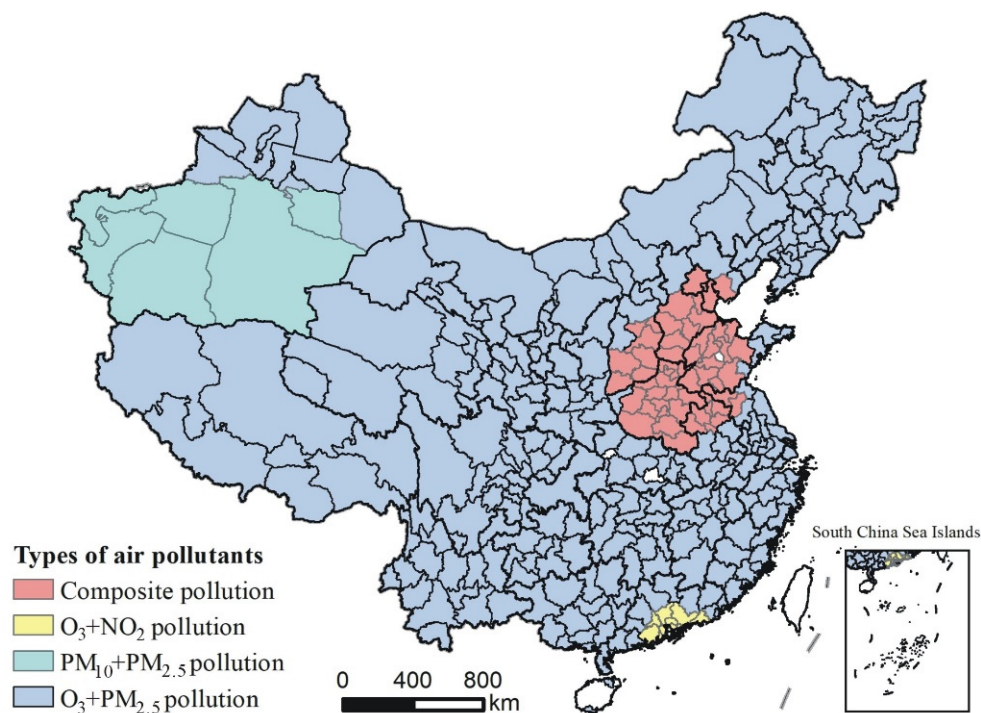 South China Sea Islands
Types of air pollutants
Composite pollution
O₃+NO₂ pollution
PM₁₀+PM₂.₅ pollution
O₃+PM₂.₅ pollution
0 400 800
km